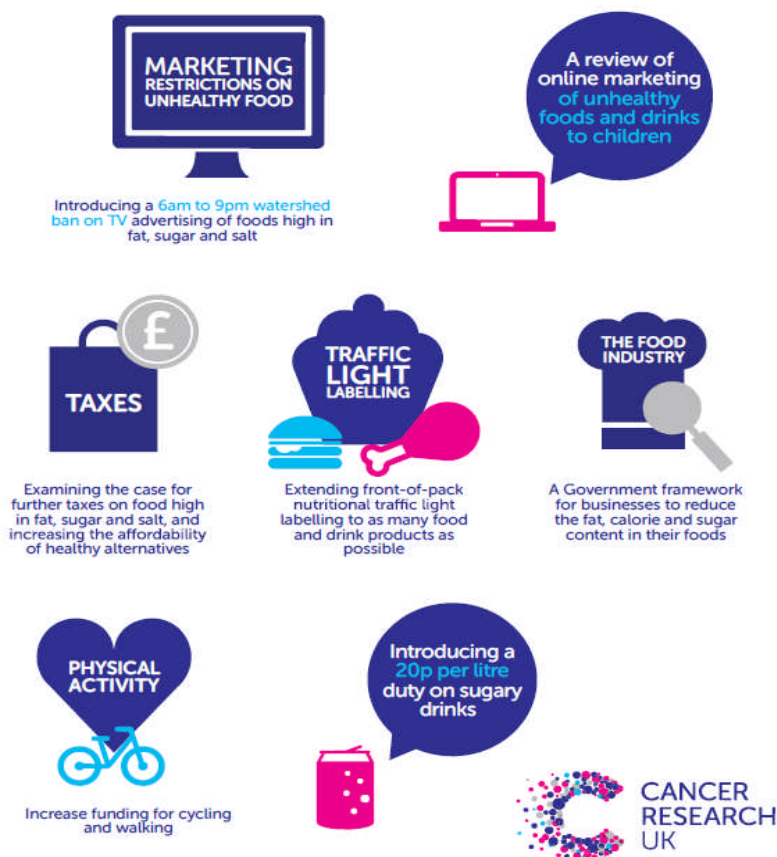 MARKETING
RESTRICTIONS ON
UNHEALTHY FOOD
Introducing a 6am to 9pm watershed
ban on TV advertising of foods high in
fat, sugar and salt
A review of
online marketing
of unhealthy
foods and drinks
to children
£
TAXES
Examining the case for
further taxes on food high
in fat, sugar and salt, and
increasing the affordability
of healthy alternatives
TRAFFIC
LIGHT
LABELLING
Extending front-of-pack
nutritional traffic light
labelling to as many food
and drink products as
possible
THE FOOD
INDUSTRY
A Government framework
for businesses to reduce
the fat, calorie and sugar
content in their foods
PHYSICAL
ACTIVITY
Increase funding for cycling
and walking
Introducing a
20p per litre
duty on sugary
drinks
CANCER
RESEARCH
UK